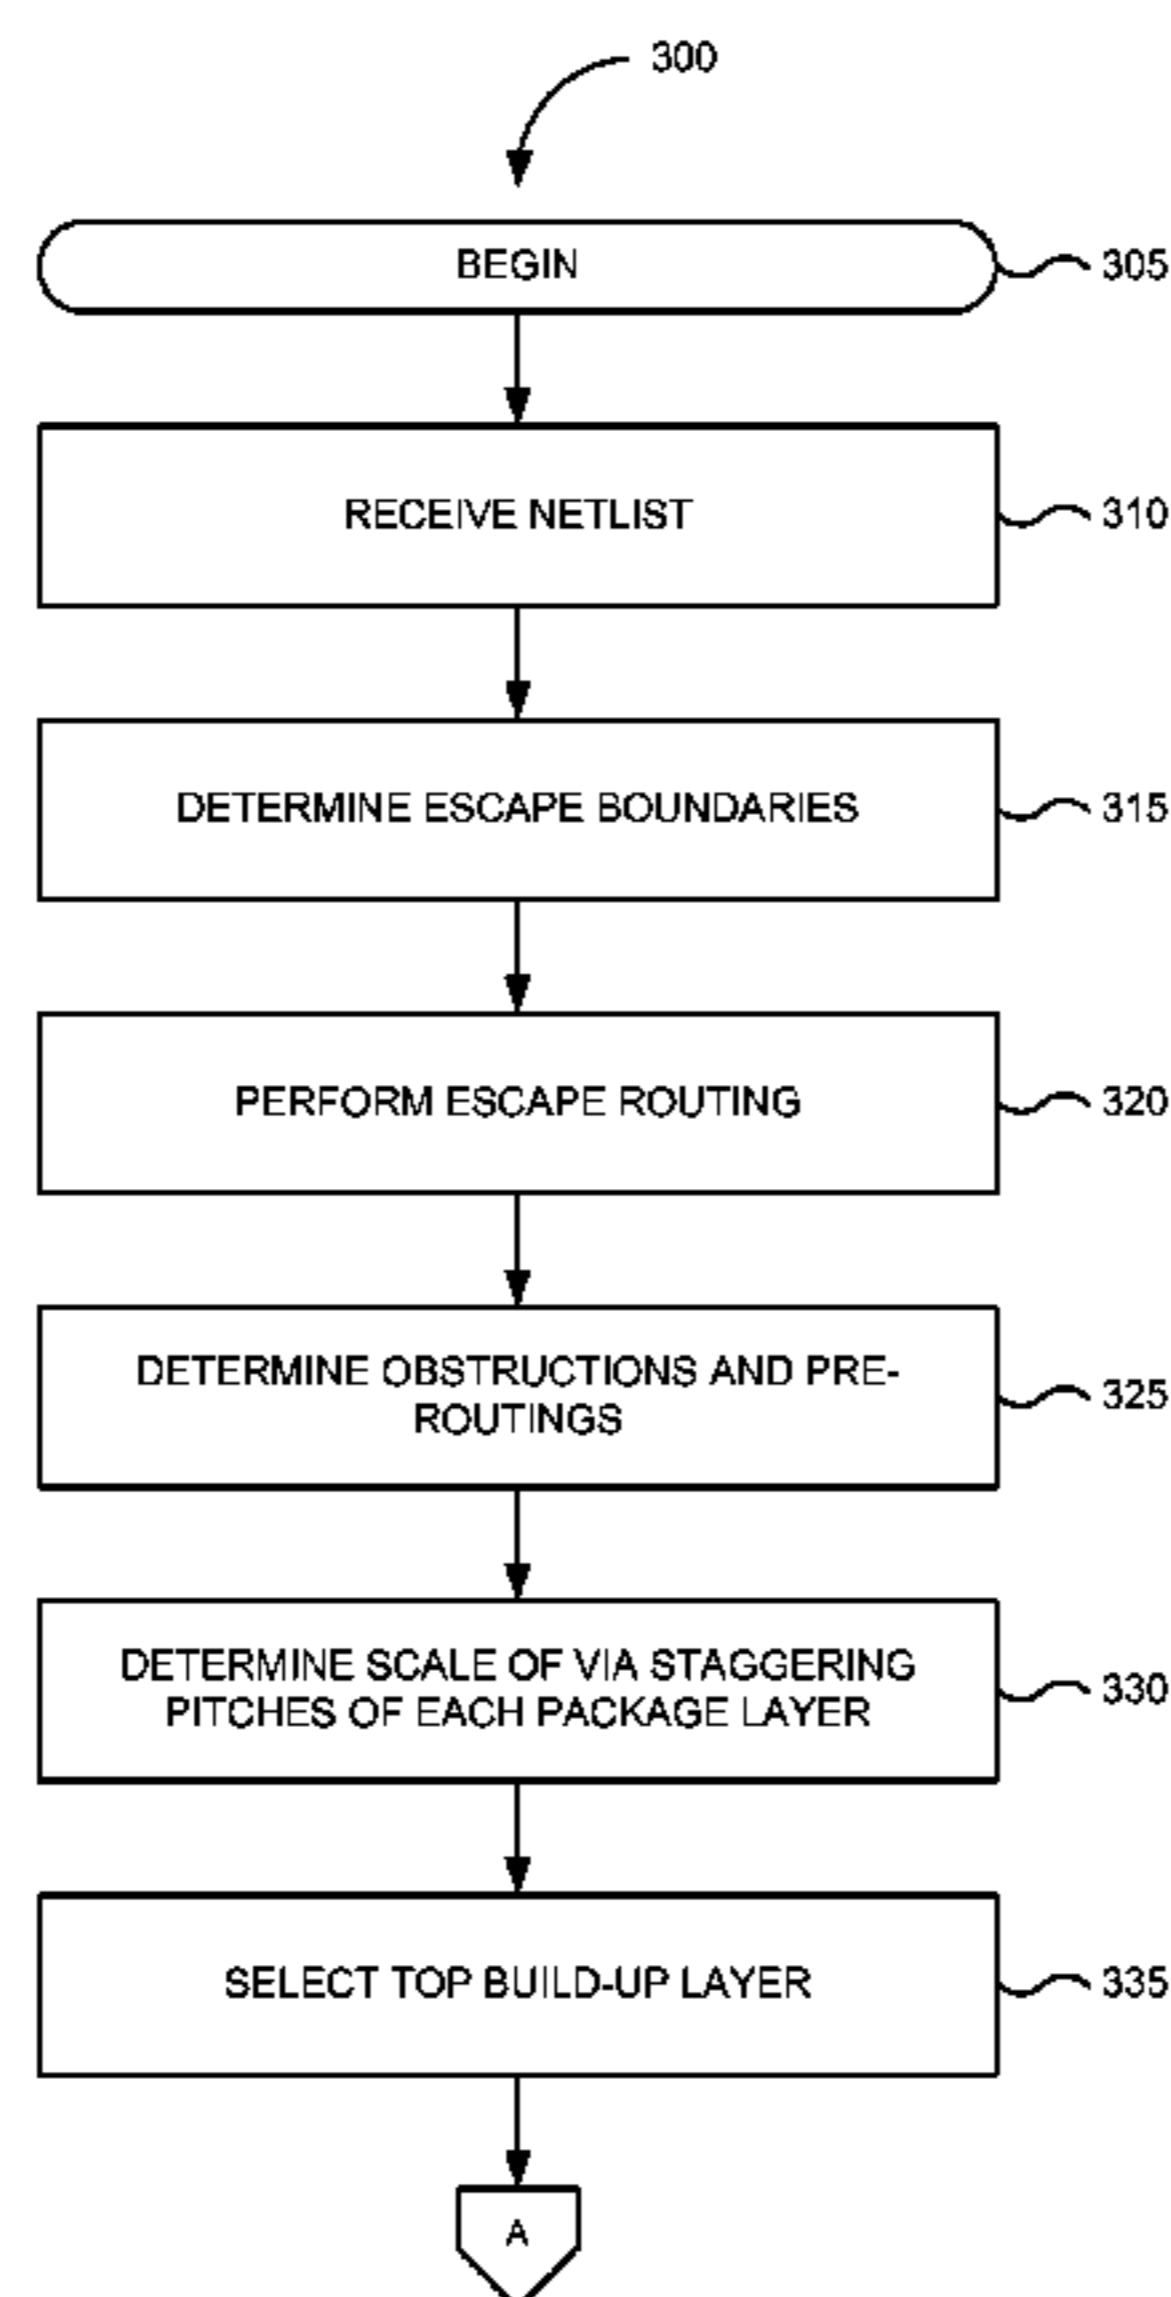 300
BEGIN
305
RECEIVE NETLIST
310
DETERMINE ESCAPE BOUNDARIES
315
PERFORM ESCAPE ROUTING
320
DETERMINE OBSTRUCTIONS AND PRE-
ROUTINGS
325
DETERMINE SCALE OF VIA STAGGERING
PITCHES OF EACH PACKAGE LAYER
330
SELECT TOP BUILD-UP LAYER
335
A